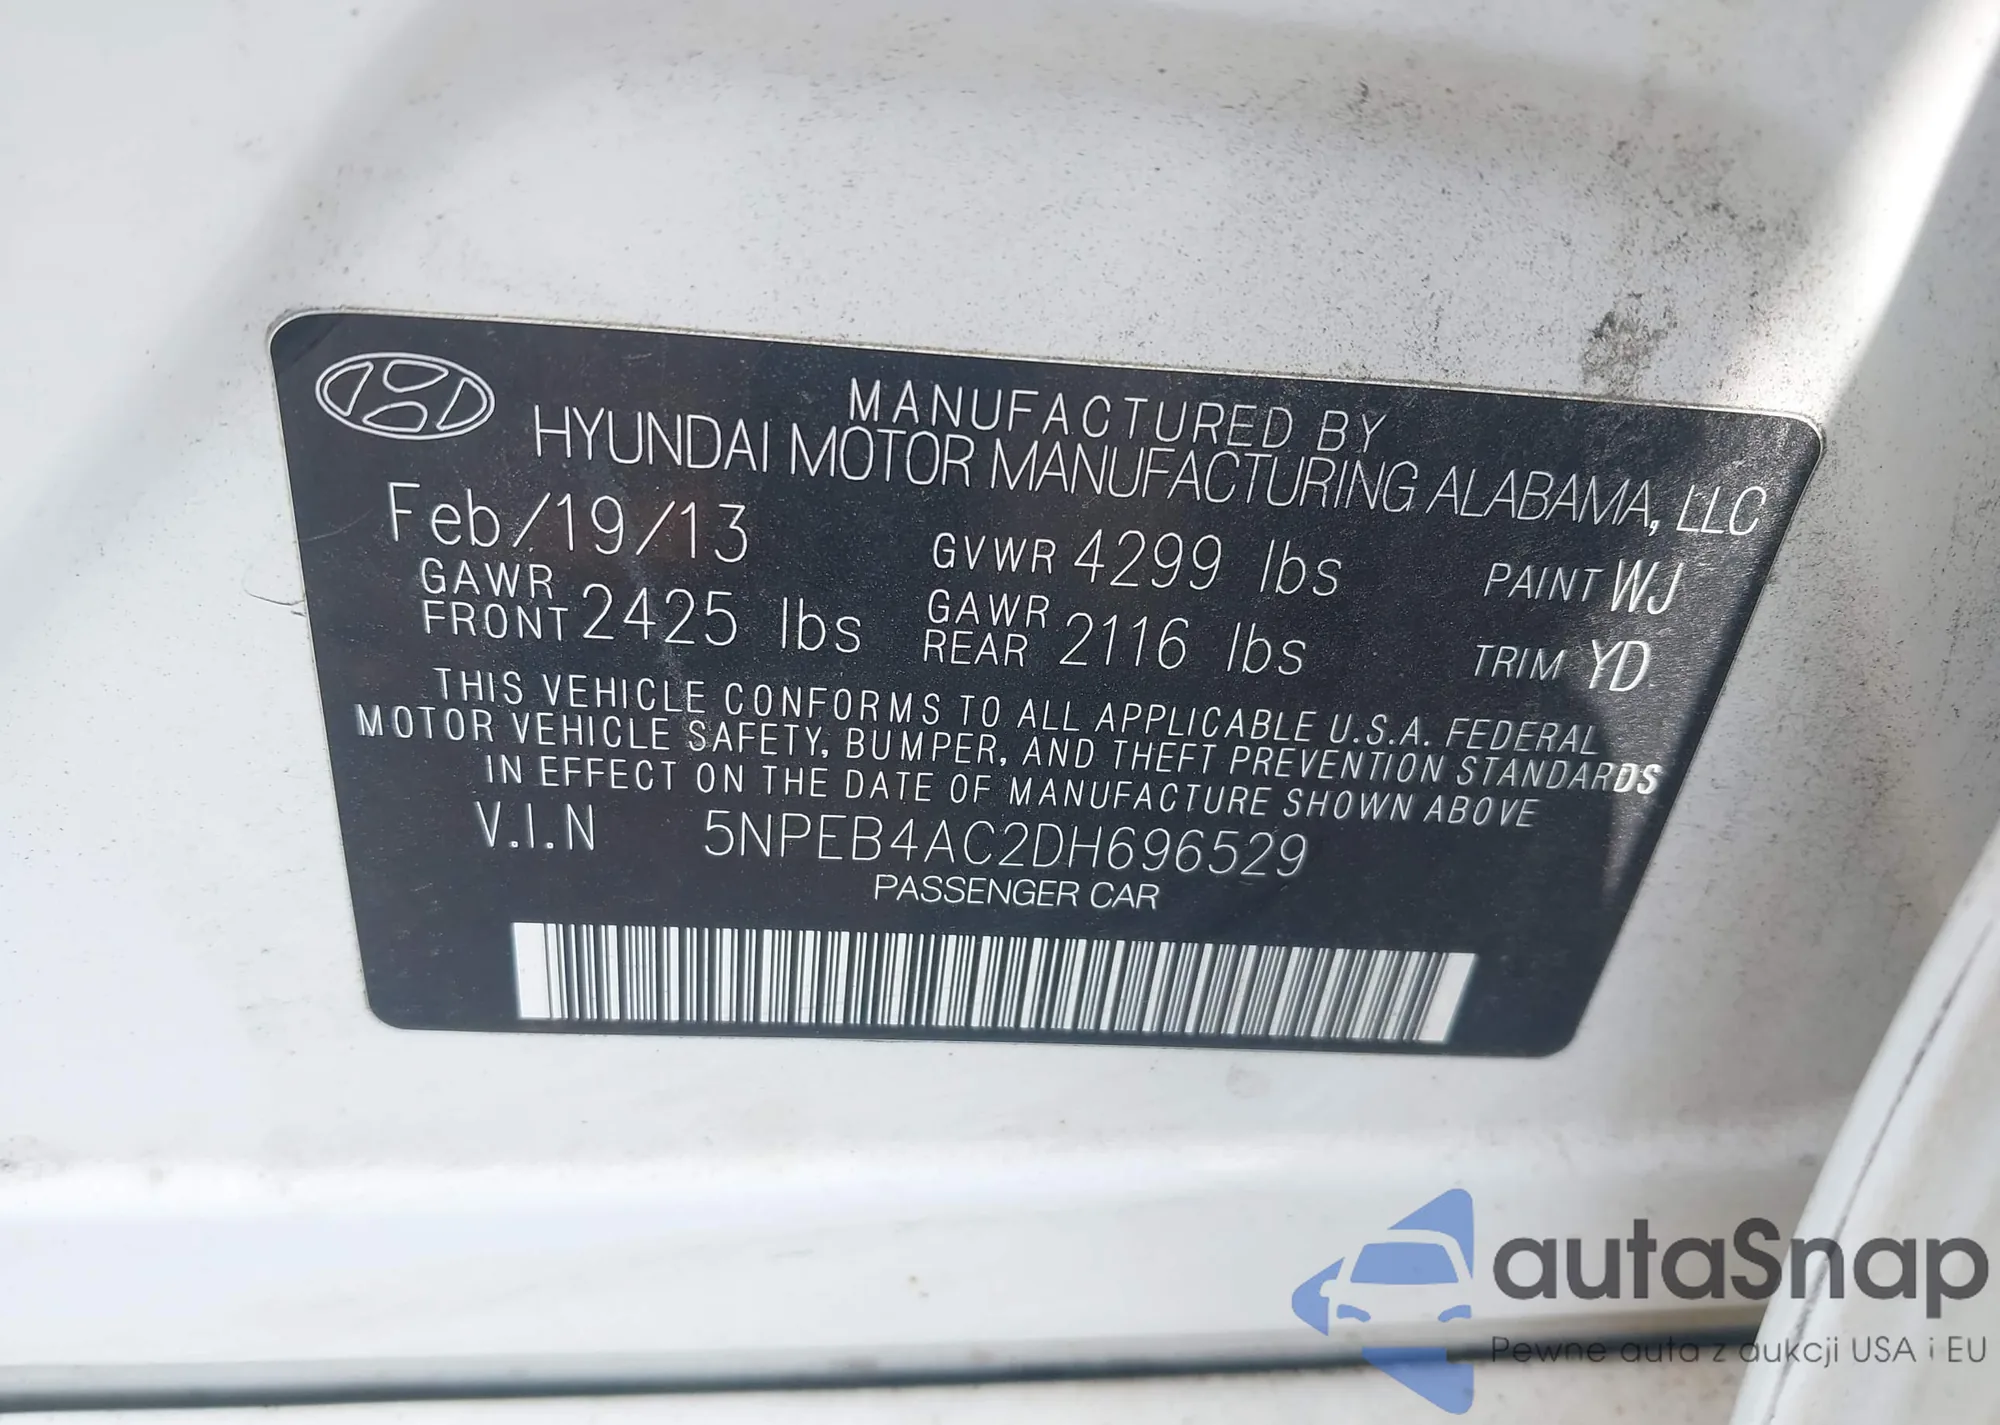 MANUFACTURED BY
HYUNDAI MOTOR MANUFACTURING ALABAMA, LLC
Feb/19/13 GVWR 4299 lbs PAINT WJ
GAWR FRONT 2425 lbs GAWR REAR 2116 lbs TRIM YD
THIS VEHICLE CONFORMS TO ALL APPLICABLE U.S.A. FEDERAL
MOTOR VEHICLE SAFETY, BUMPER, AND THEFT PREVENTION STANDARDS
IN EFFECT ON THE DATE OF MANUFACTURE SHOWN ABOVE
V.I.N 5NPEB4AC2DH696529
PASSENGER CAR
autaSnap
Pewne auta z aukcji USA i EU